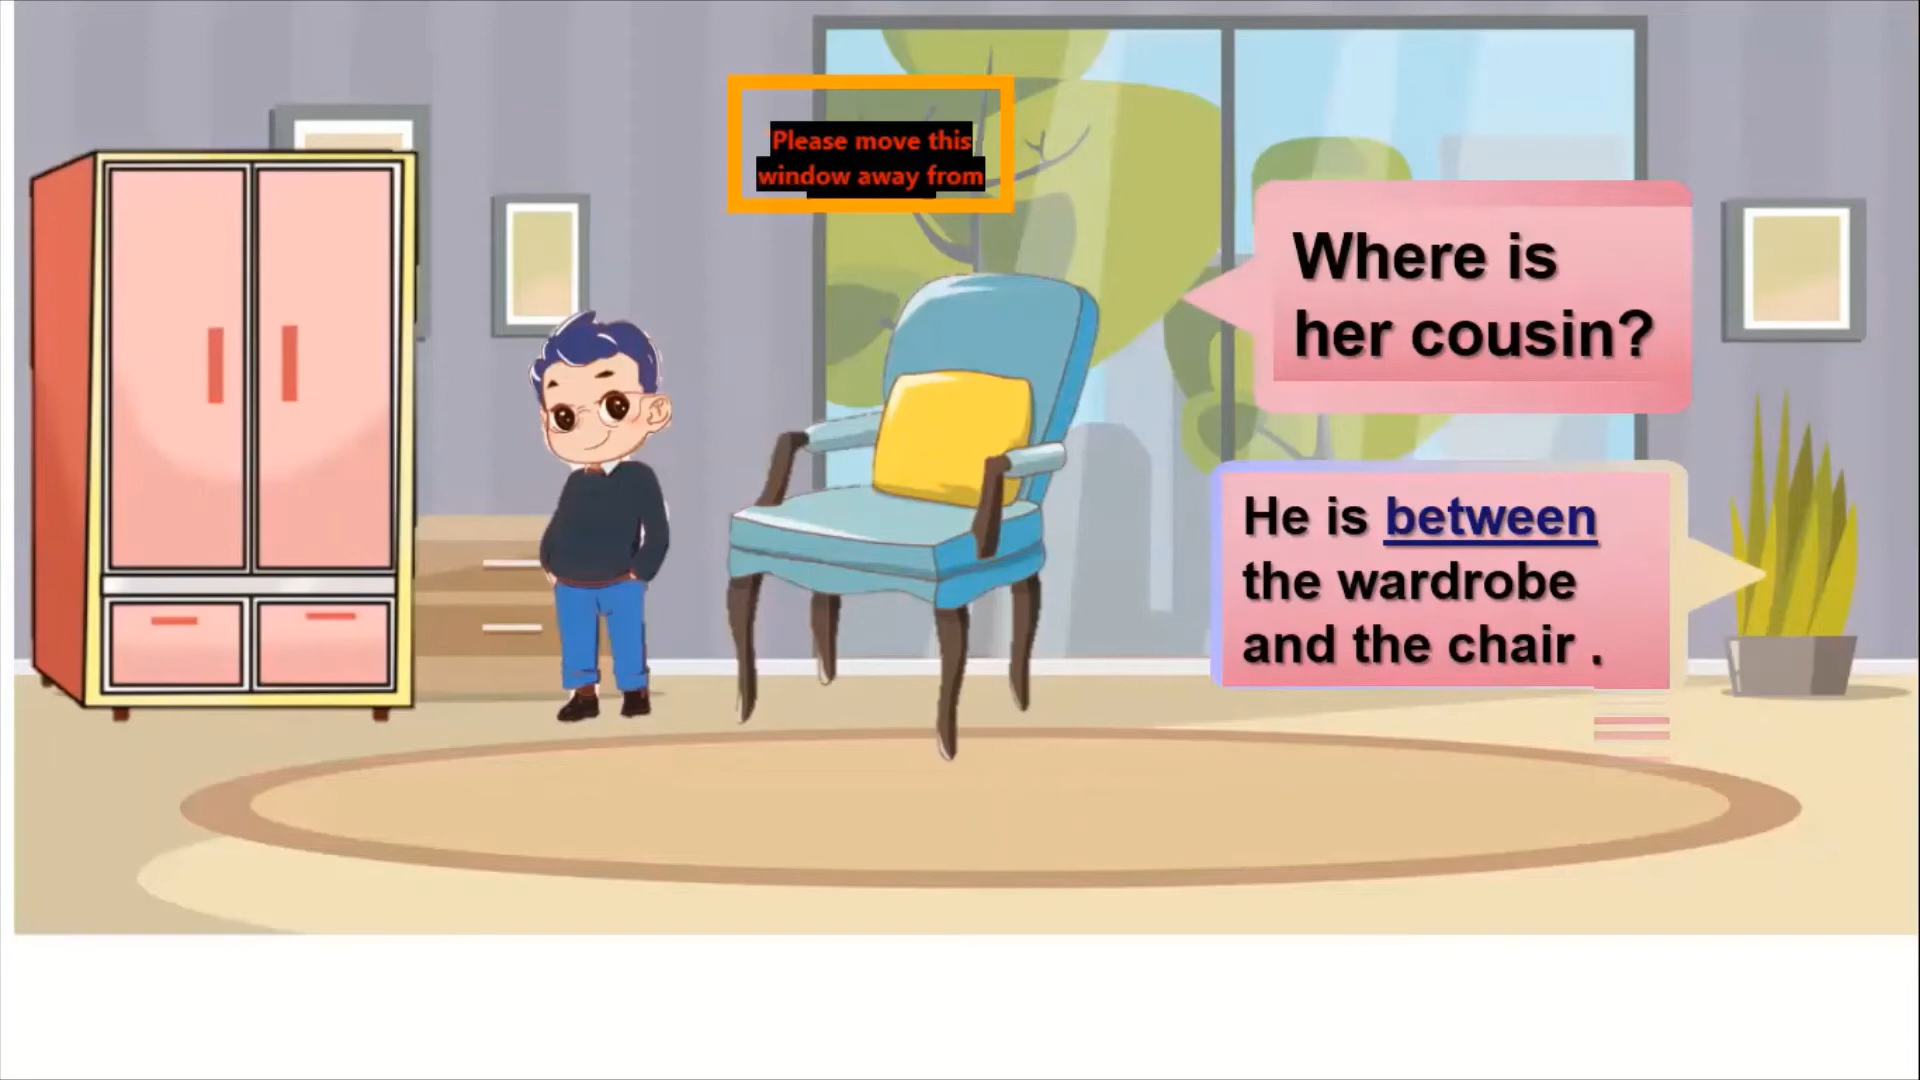 Please move this
window away from
Where is
her cousin?
He is between
the wardrobe
and the chair .